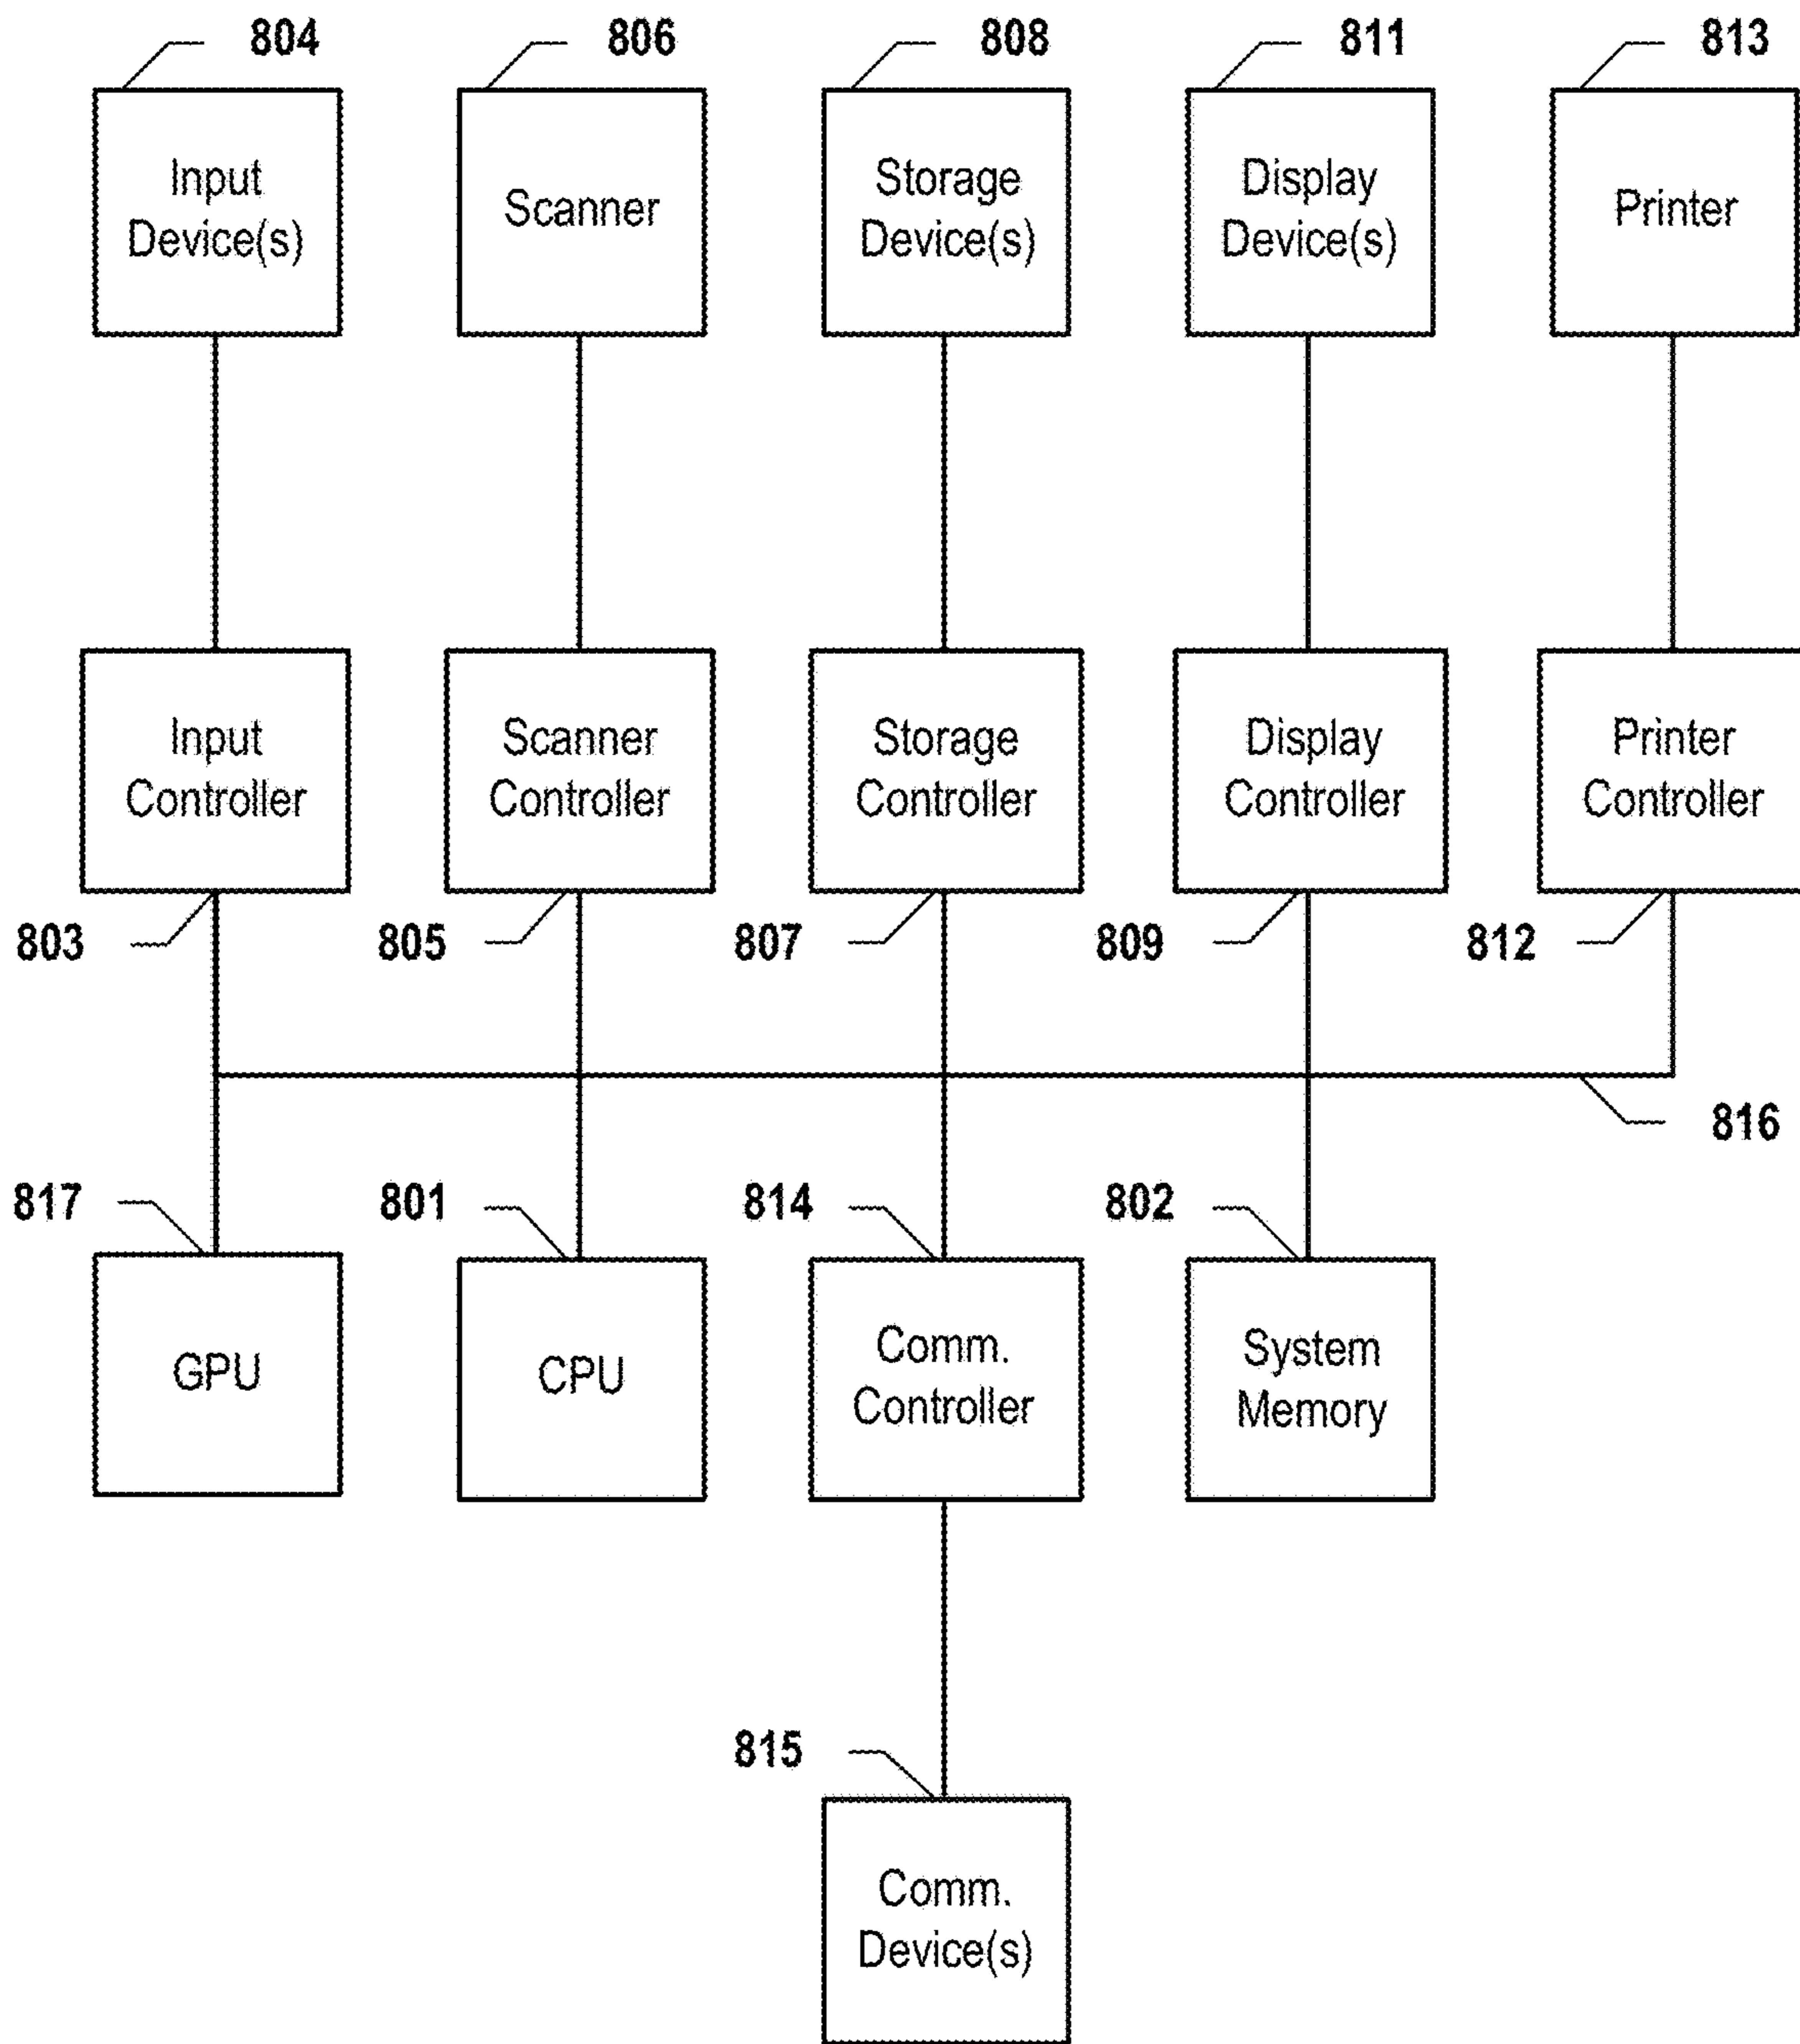 804
806
808
811
813
Input
Device(s)
Scanner
Storage
Device(s)
Display
Device(s)
Printer
Input
Controller
Scanner
Controller
Storage
Controller
Display
Controller
Printer
Controller
803
805
807
809
812
816
817
801
814
802
GPU
CPU
Comm.
Controller
System
Memory
815
Comm.
Device(s)